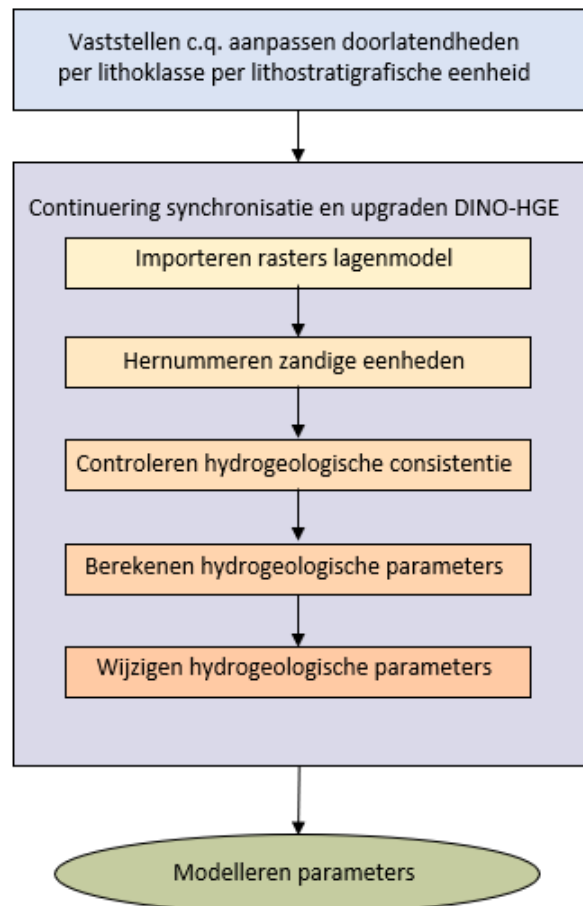 Vaststellen c.q. aanpassen doorlatendheden
per lithoklasse per lithostratigrafische eenheid
Continuering synchronisatie en upgraden DINO-HGE
Importeren rasters lagenmodel
Hernummeren zandige eenheden
Controleren hydrogeologische consistentie
Berekenen hydrogeologische parameters
Wijzigen hydrogeologische parameters
Modelleren parameters